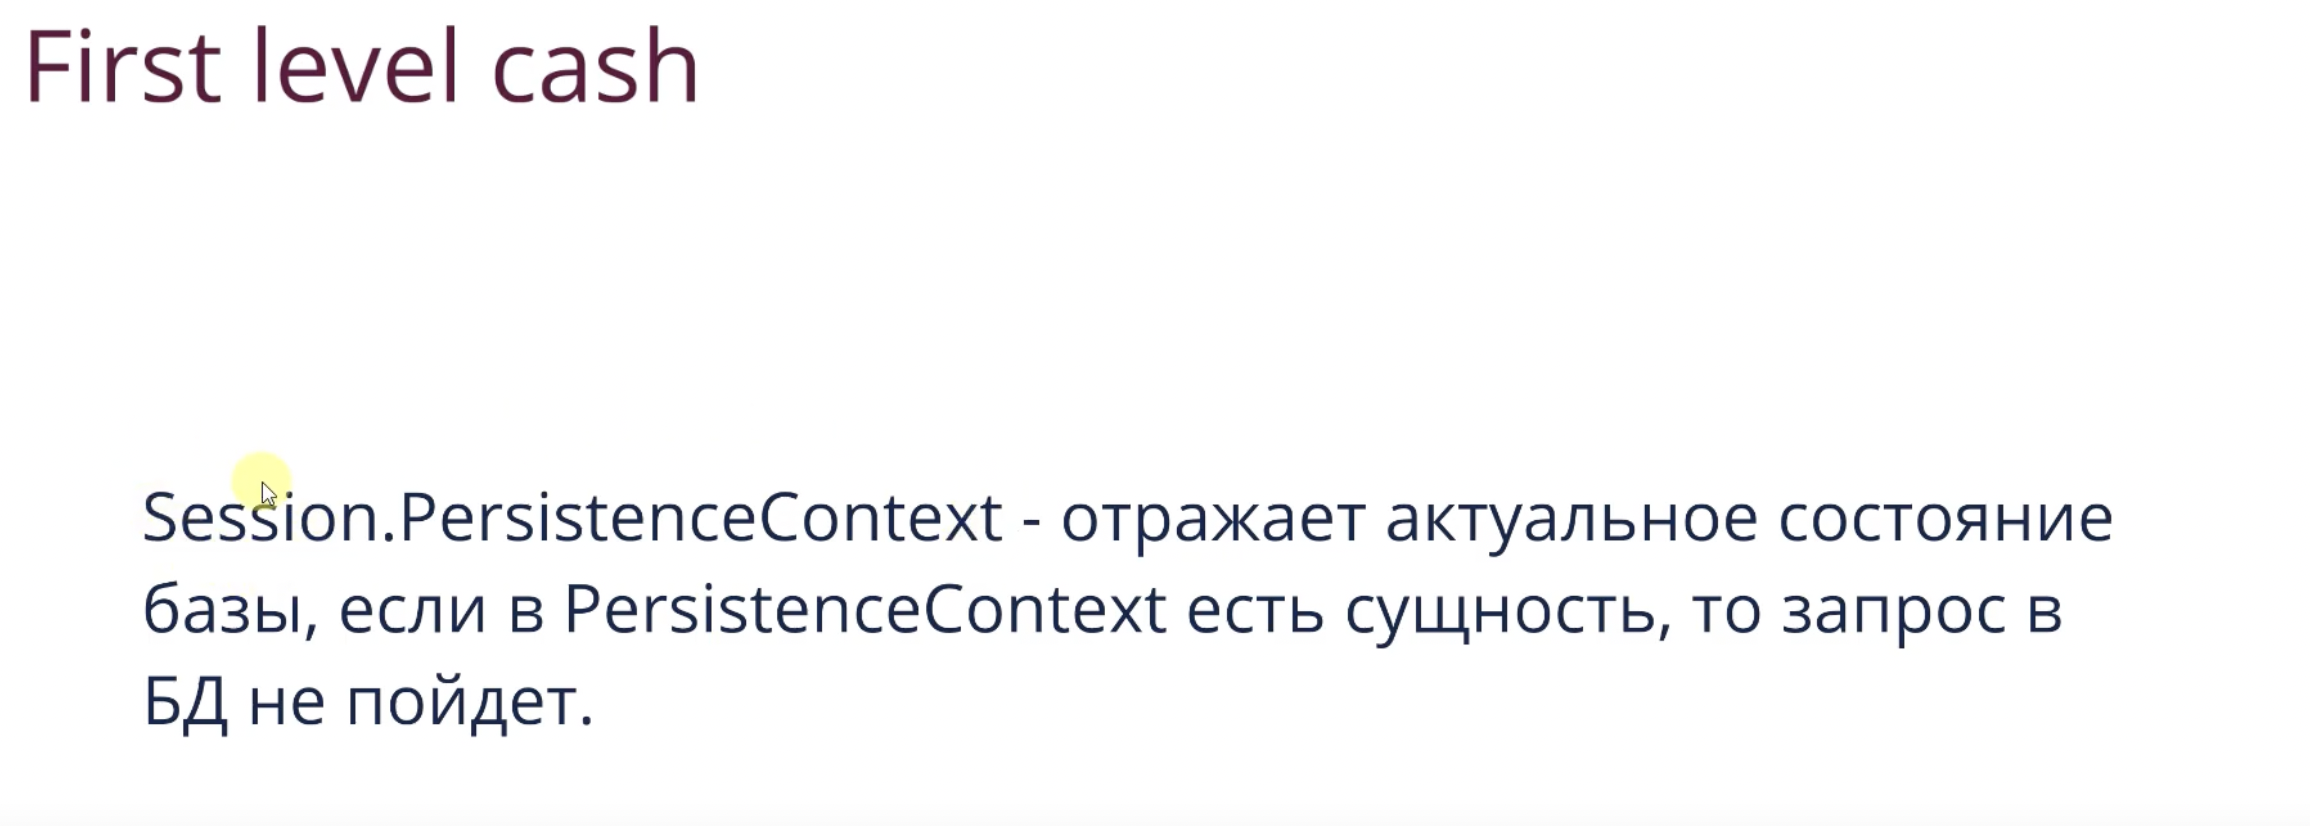 First level cash
Session.PersistenceContext - отражает актуальное состояние
базы, если в PersistenceContext есть сущность, то запрос в
БД не пойдет.